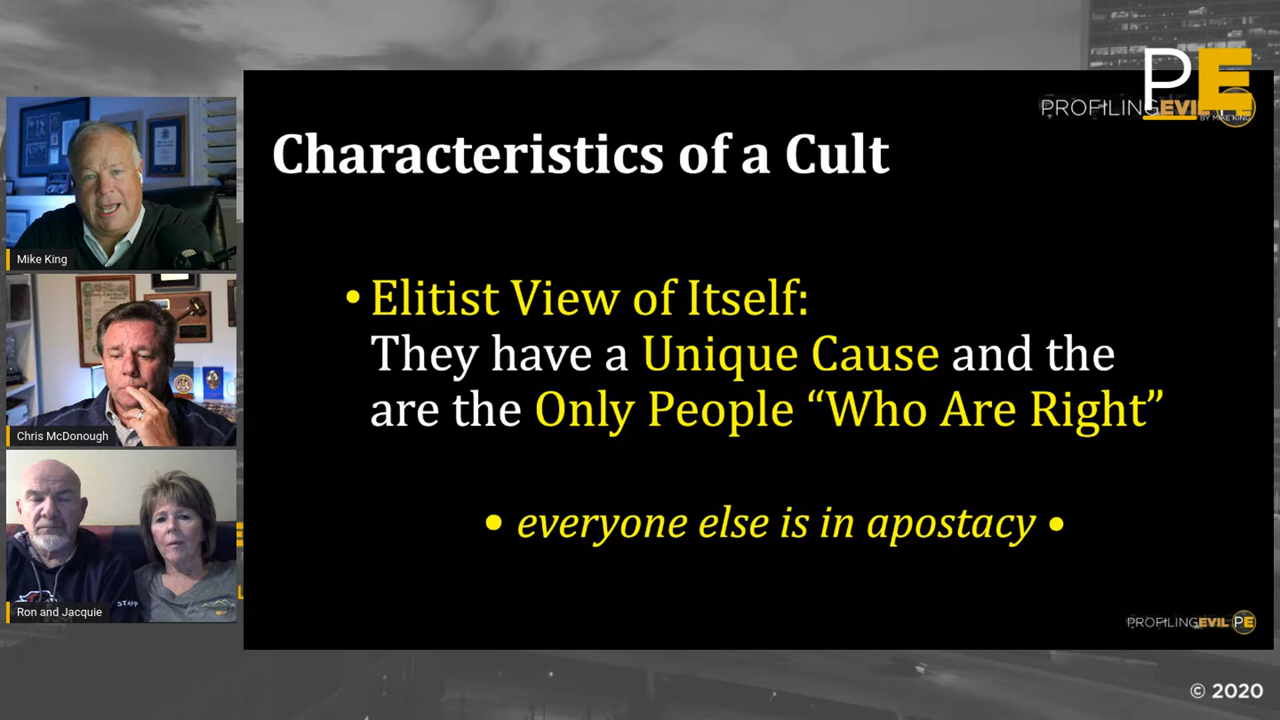 PE
PROFILING EVIL
BY MIKE KING
Characteristics of a Cult
• Elitist View of Itself:
They have a Unique Cause and the
are the Only People “Who Are Right”
• everyone else is in apostacy •
Mike King
Chris McDonough
STAFF
Ron and Jacquie
PROFILINGEVIL PE
© 2020